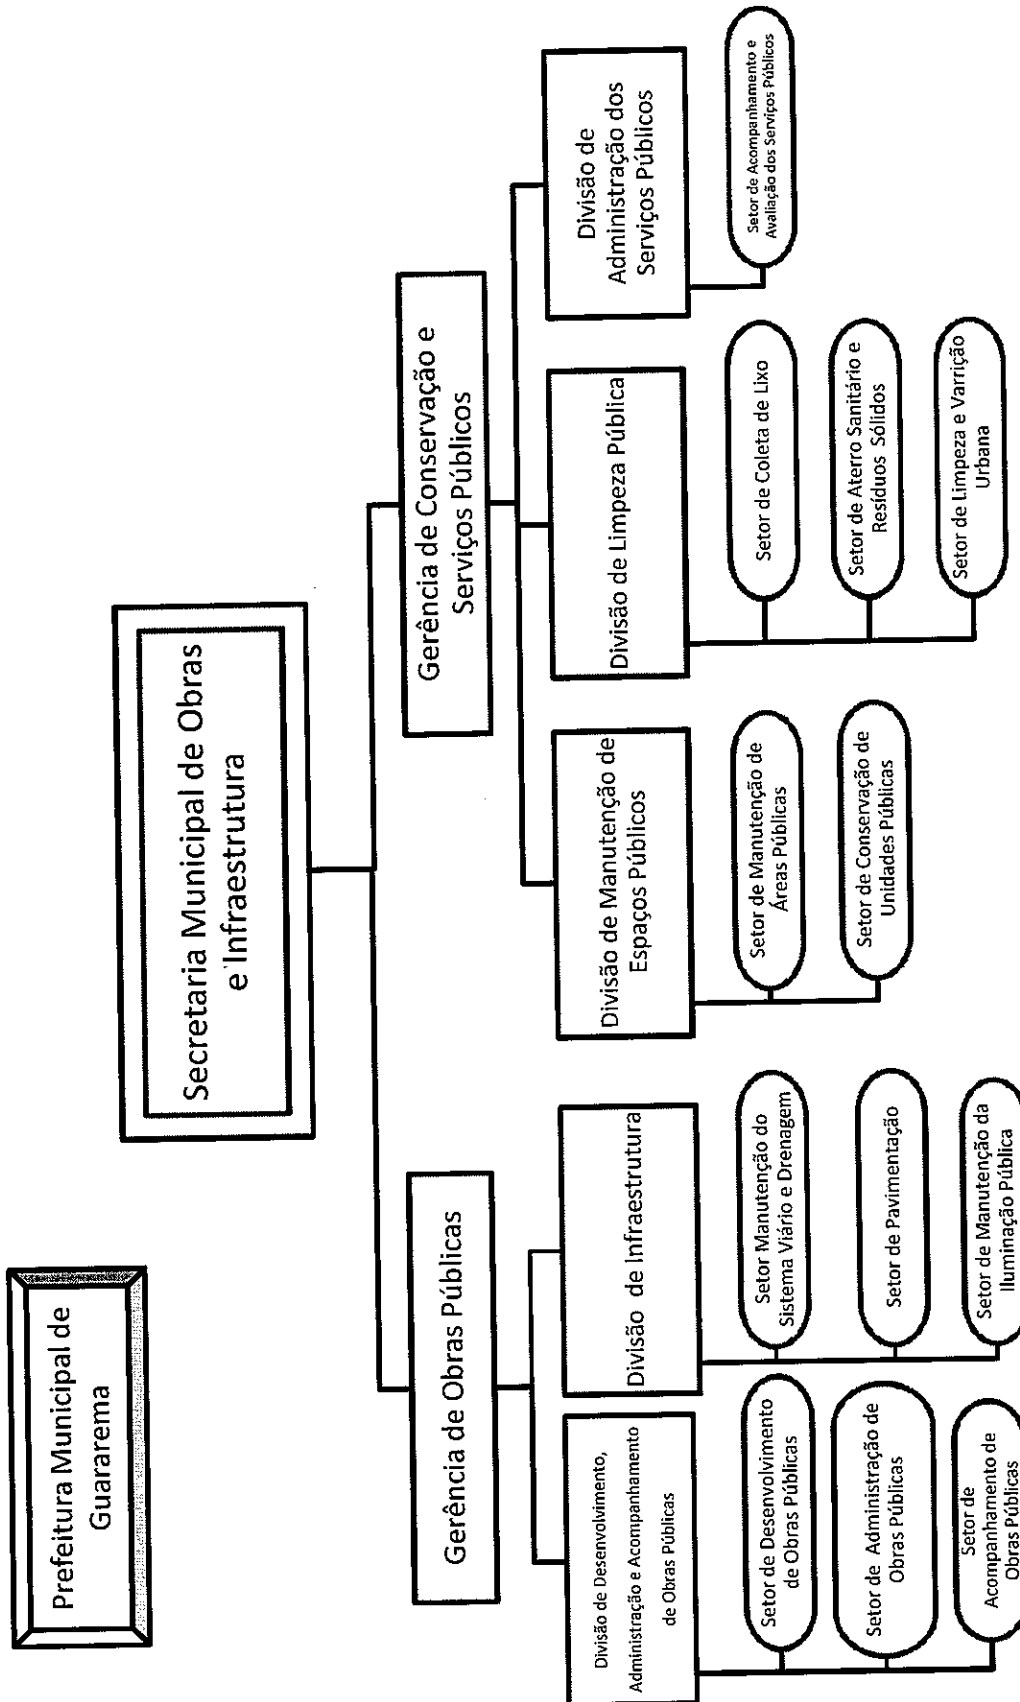 Prefeitura Municipal de
Guararema
Secretaria Municipal de Obras
e Infraestrutura
Gerência de Obras Públicas
Gerência de Conservação e
Serviços Públicos
Divisão de Desenvolvimento,
Administração e Acompanhamento
de Obras Públicas
Setor de Desenvolvimento
de Obras Públicas
Setor de Administração de
Obras Públicas
Setor de
Acompanhamento de
Obras Públicas
Divisão de Infraestrutura
Setor Manutenção do
Sistema Viário e Drenagem
Setor de Pavimentação
Setor de Manutenção da
Iluminação Pública
Divisão de Manutenção de
Espaços Públicos
Setor de Manutenção de
Áreas Públicas
Setor de Conservação de
Unidades Públicas
Divisão de Limpeza Pública
Setor de Coleta de Lixo
Setor de Aterro Sanitário e
Resíduos Sólidos
Setor de Limpeza e Varrição
Urbana
Divisão de
Administração dos
Serviços Públicos
Setor de Acompanhamento e
Avaliação dos Serviços Públicos